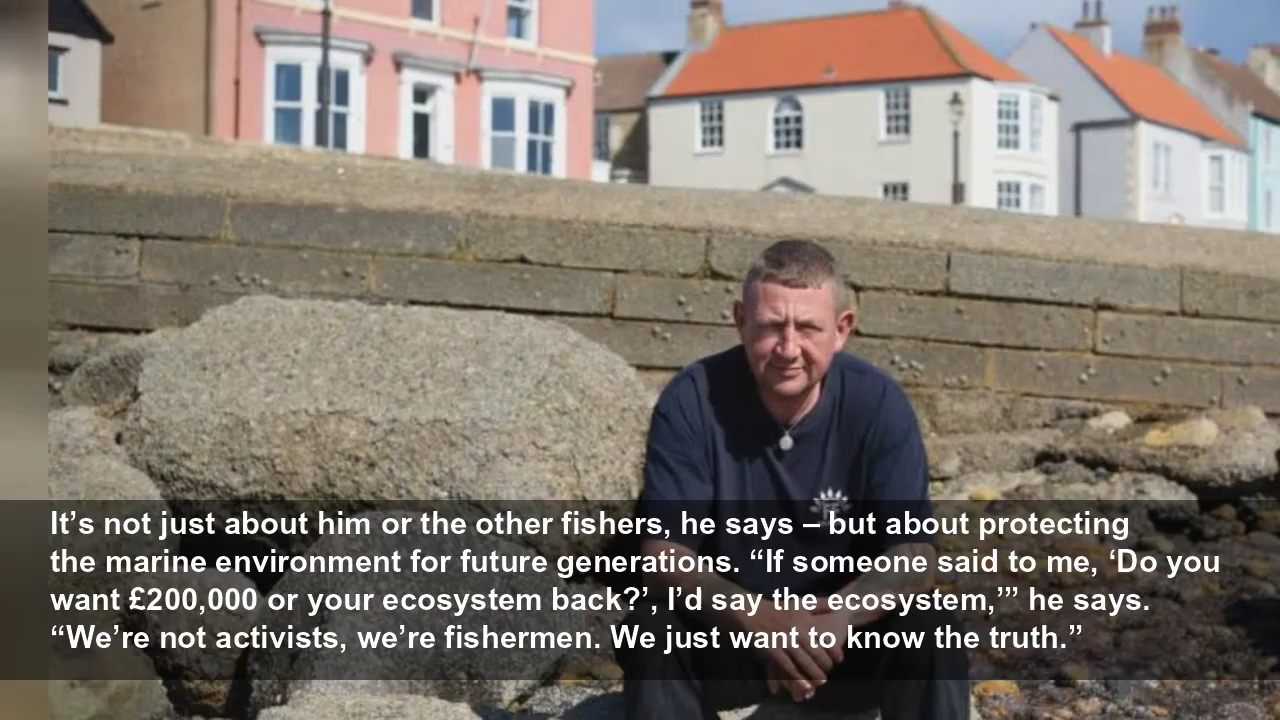 It’s not just about him or the other fishers, he says – but about protecting
the marine environment for future generations. “If someone said to me, ‘Do you
want £200,000 or your ecosystem back?’, I’d say the ecosystem,’” he says.
“We’re not activists, we’re fishermen. We just want to know the truth.”